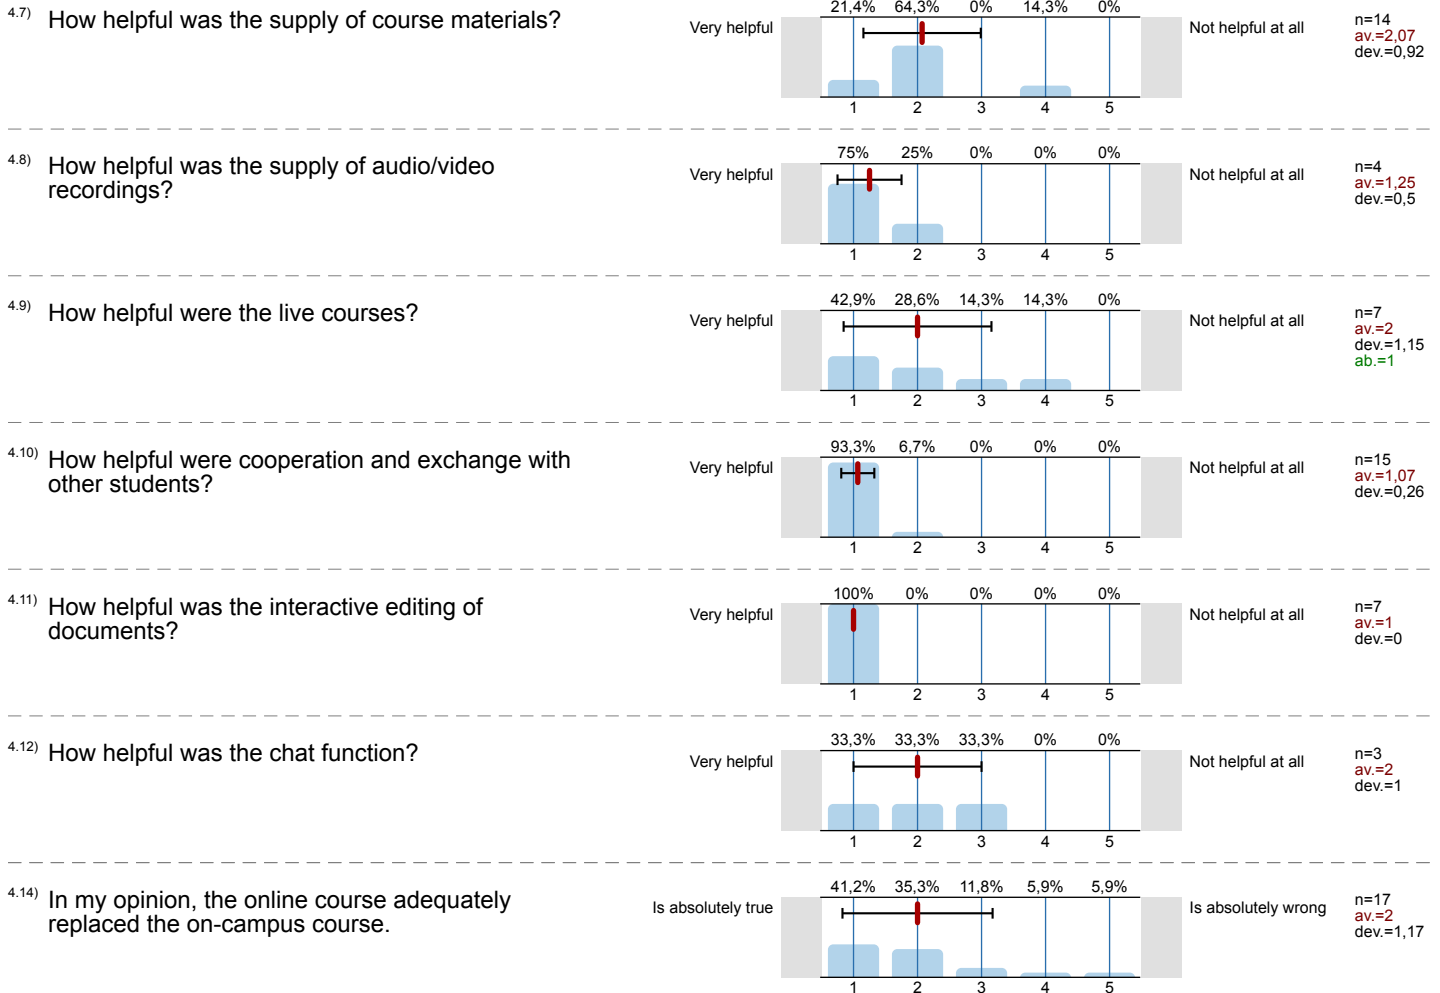 4.7) How helpful was the supply of course materials?
Very helpful
21,4% 64,3% 0% 14,3% 0%
1 2 3 4 5
Not helpful at all
n=14
av.=2,07
dev.=0,92
4.8) How helpful was the supply of audio/video
recordings?
Very helpful
75% 25% 0% 0% 0%
1 2 3 4 5
Not helpful at all
n=4
av.=1,25
dev.=0,5
4.9) How helpful were the live courses?
Very helpful
42,9% 28,6% 14,3% 14,3% 0%
1 2 3 4 5
Not helpful at all
n=7
av.=2
dev.=1,15
ab.=1
4.10) How helpful were cooperation and exchange with
other students?
Very helpful
93,3% 6,7% 0% 0% 0%
1 2 3 4 5
Not helpful at all
n=15
av.=1,07
dev.=0,26
4.11) How helpful was the interactive editing of
documents?
Very helpful
100% 0% 0% 0% 0%
1 2 3 4 5
Not helpful at all
n=7
av.=1
dev.=0
4.12) How helpful was the chat function?
Very helpful
33,3% 33,3% 33,3% 0% 0%
1 2 3 4 5
Not helpful at all
n=3
av.=2
dev.=1
4.14) In my opinion, the online course adequately
replaced the on-campus course.
Is absolutely true
41,2% 35,3% 11,8% 5,9% 5,9%
1 2 3 4 5
Is absolutely wrong
n=17
av.=2
dev.=1,17